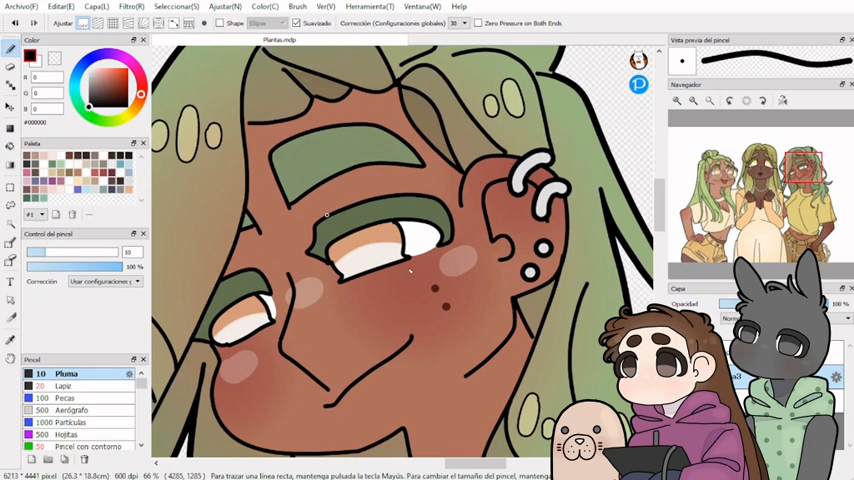 Archivo(F) Editar(E) Capa(L) Filtro(R) Seleccionar(S) Ajustar(N) Color(C) Brush Ver(V) Herramienta(T) Ventana(W) Help
Ajustar Shape Elipse Suavizado Corrección (Configuraciones globales) 30 Zero Pressure on Both Ends
Color
Plantas.mdp
Vista previa del pincel
R 0
G 0
B 0
#000000
Navegador
Paleta
#1
Control del pincel
10
100 %
Corrección Usar configuraciones g
Capa
Opacidad 100 %
Pincel
10 Pluma
20 Lapiz
100 Pecas
500 Aerógrafo
1000 Pinceladas
500 Hojitas
50 Pincel con contorno
6213 * 4441 píxel (26.3 * 18.8cm) 600 dpi 66 % ( 4285, 1285 ) Para trazar una línea recta, mantenga pulsada la tecla Mayús. Para cambiar el tamaño del pincel, manteng